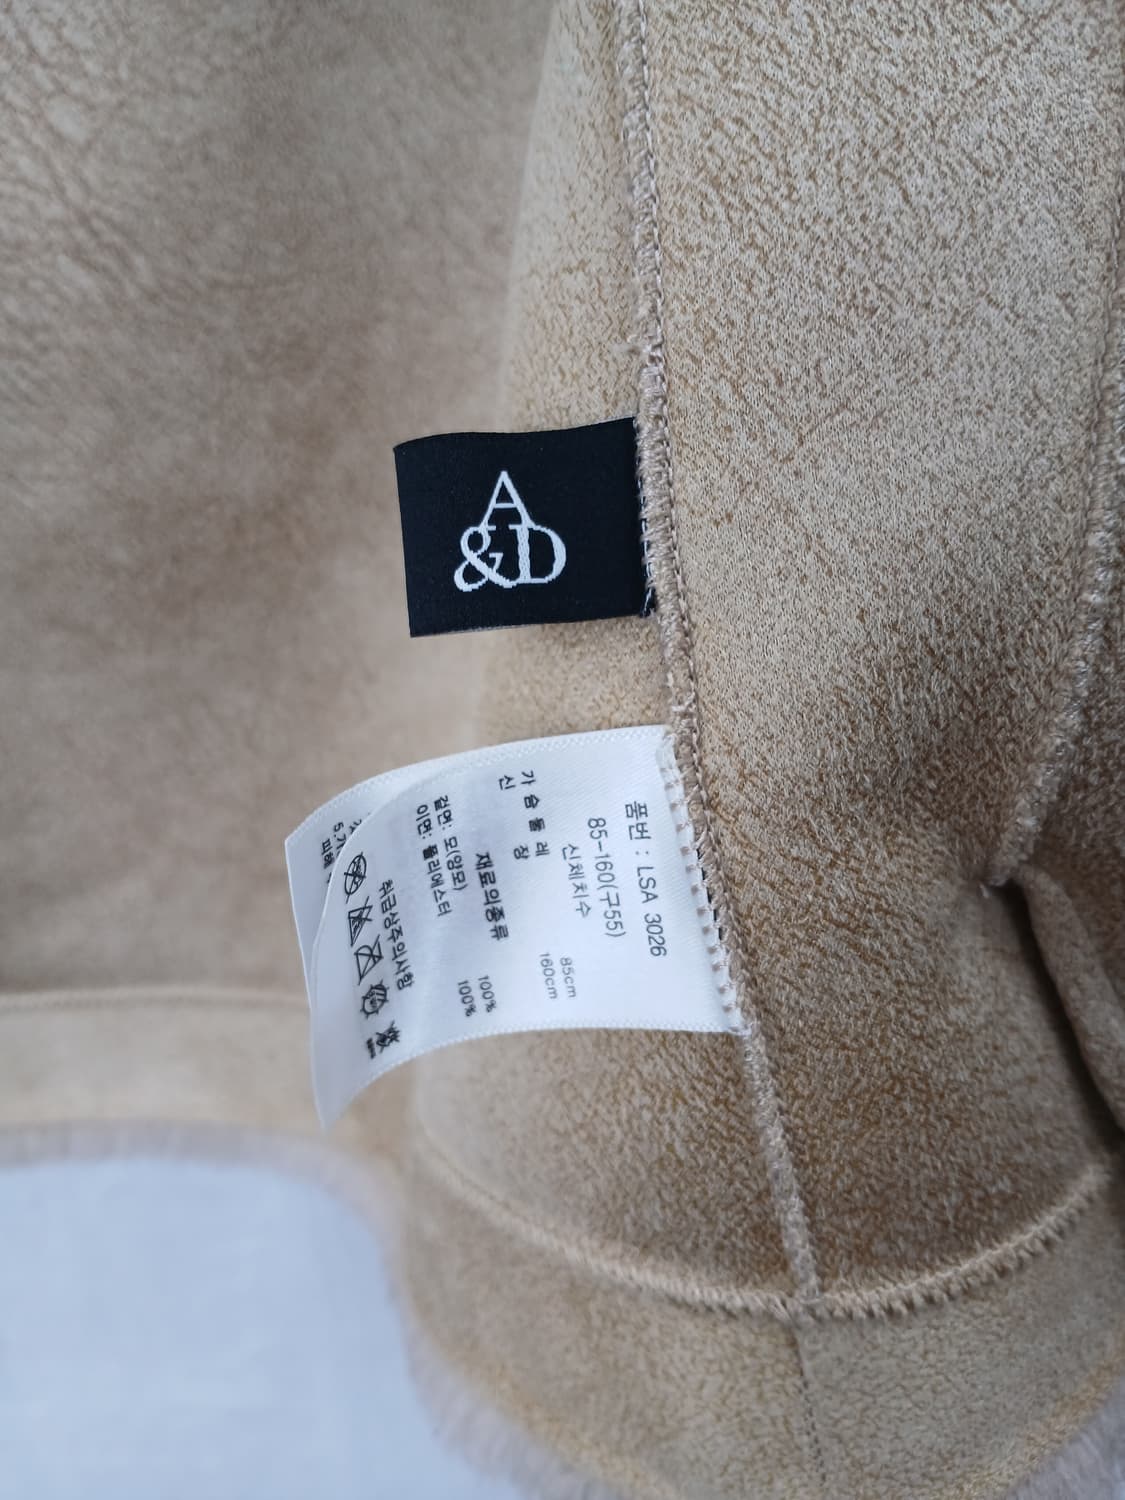 A
&D
품번 : LSA 3026
85-160(구55)
신체치수
가슴둘레 85cm
신 장 160cm
재료의종류
겉면: 모(양모) 100%
이면: 폴리에스터 100%
취급상주의사항